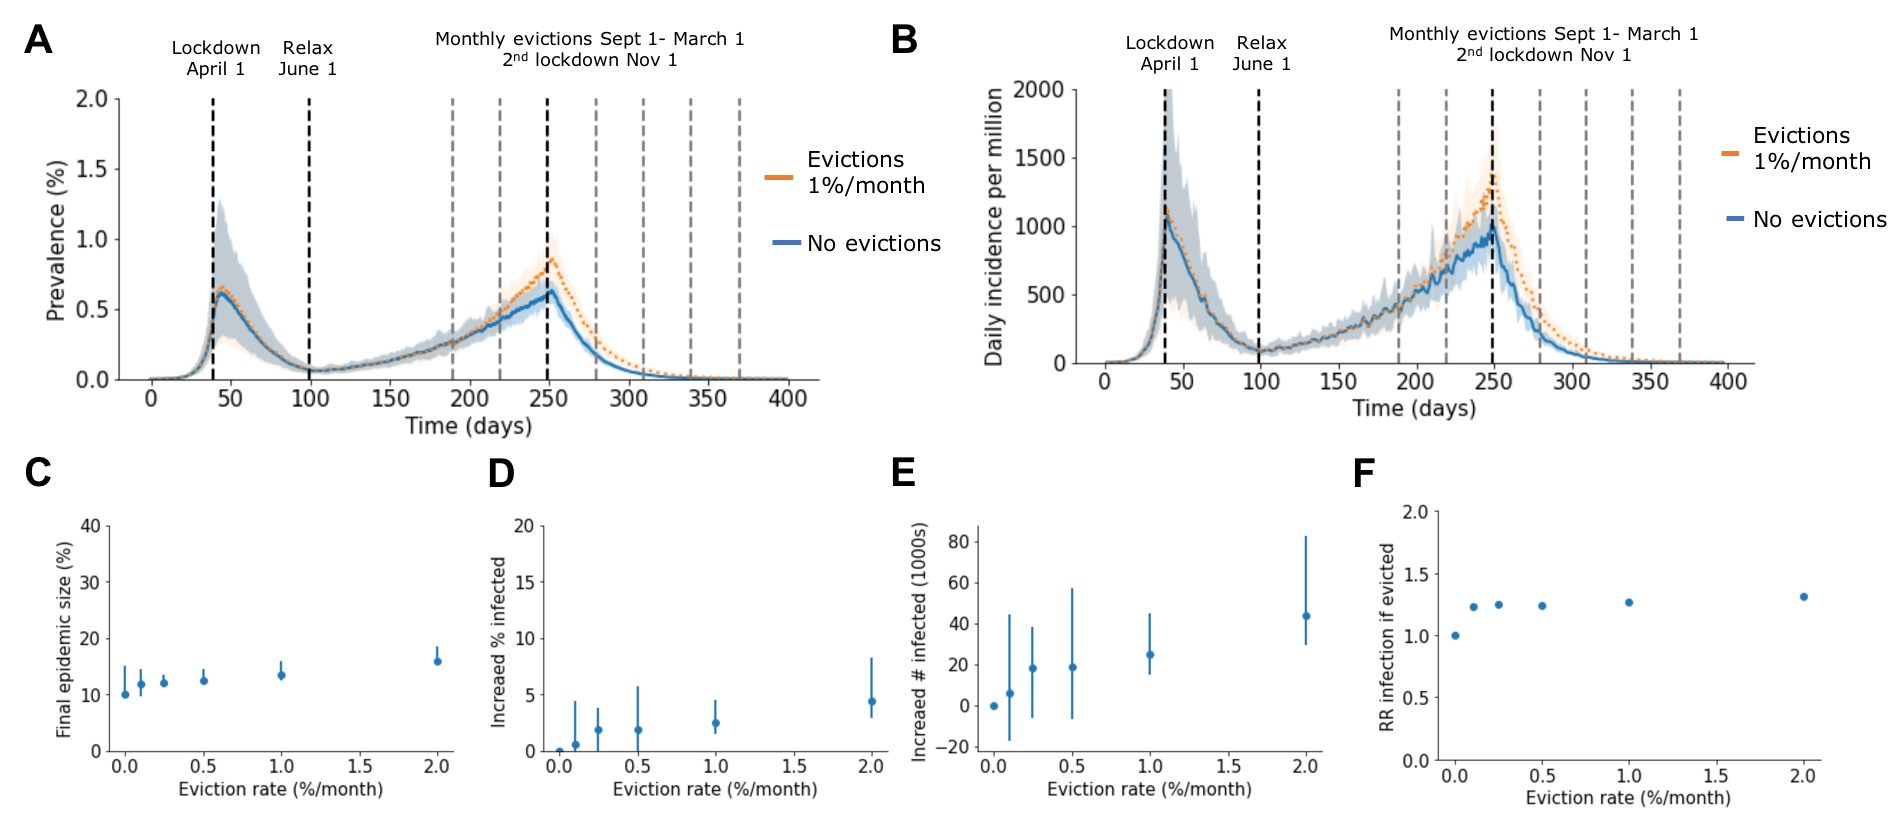 A
Lockdown
April 1
Relax
June 1
Monthly evictions Sept 1- March 1
2nd lockdown Nov 1
2.0
1.5
1.0
0.5
0.0
Prevalence (%)
0 50 100 150 200 250 300 350 400
Time (days)
Evictions
1%/month
No evictions
B
Lockdown
April 1
Relax
June 1
Monthly evictions Sept 1- March 1
2nd lockdown Nov 1
2000
1500
1000
500
0
Daily incidence per million
0 50 100 150 200 250 300 350 400
Time (days)
Evictions
1%/month
No evictions
C
40
30
20
10
0
Final epidemic size (%)
0.0 0.5 1.0 1.5 2.0
Eviction rate (%/month)
D
20
15
10
5
0
Increaed % infected
0.0 0.5 1.0 1.5 2.0
Eviction rate (%/month)
E
80
60
40
20
0
−20
Increaed # infected (1000s)
0.0 0.5 1.0 1.5 2.0
Eviction rate (%/month)
F
2.0
1.5
1.0
0.5
0.0
RR infection if evicted
0.0 0.5 1.0 1.5 2.0
Eviction rate (%/month)